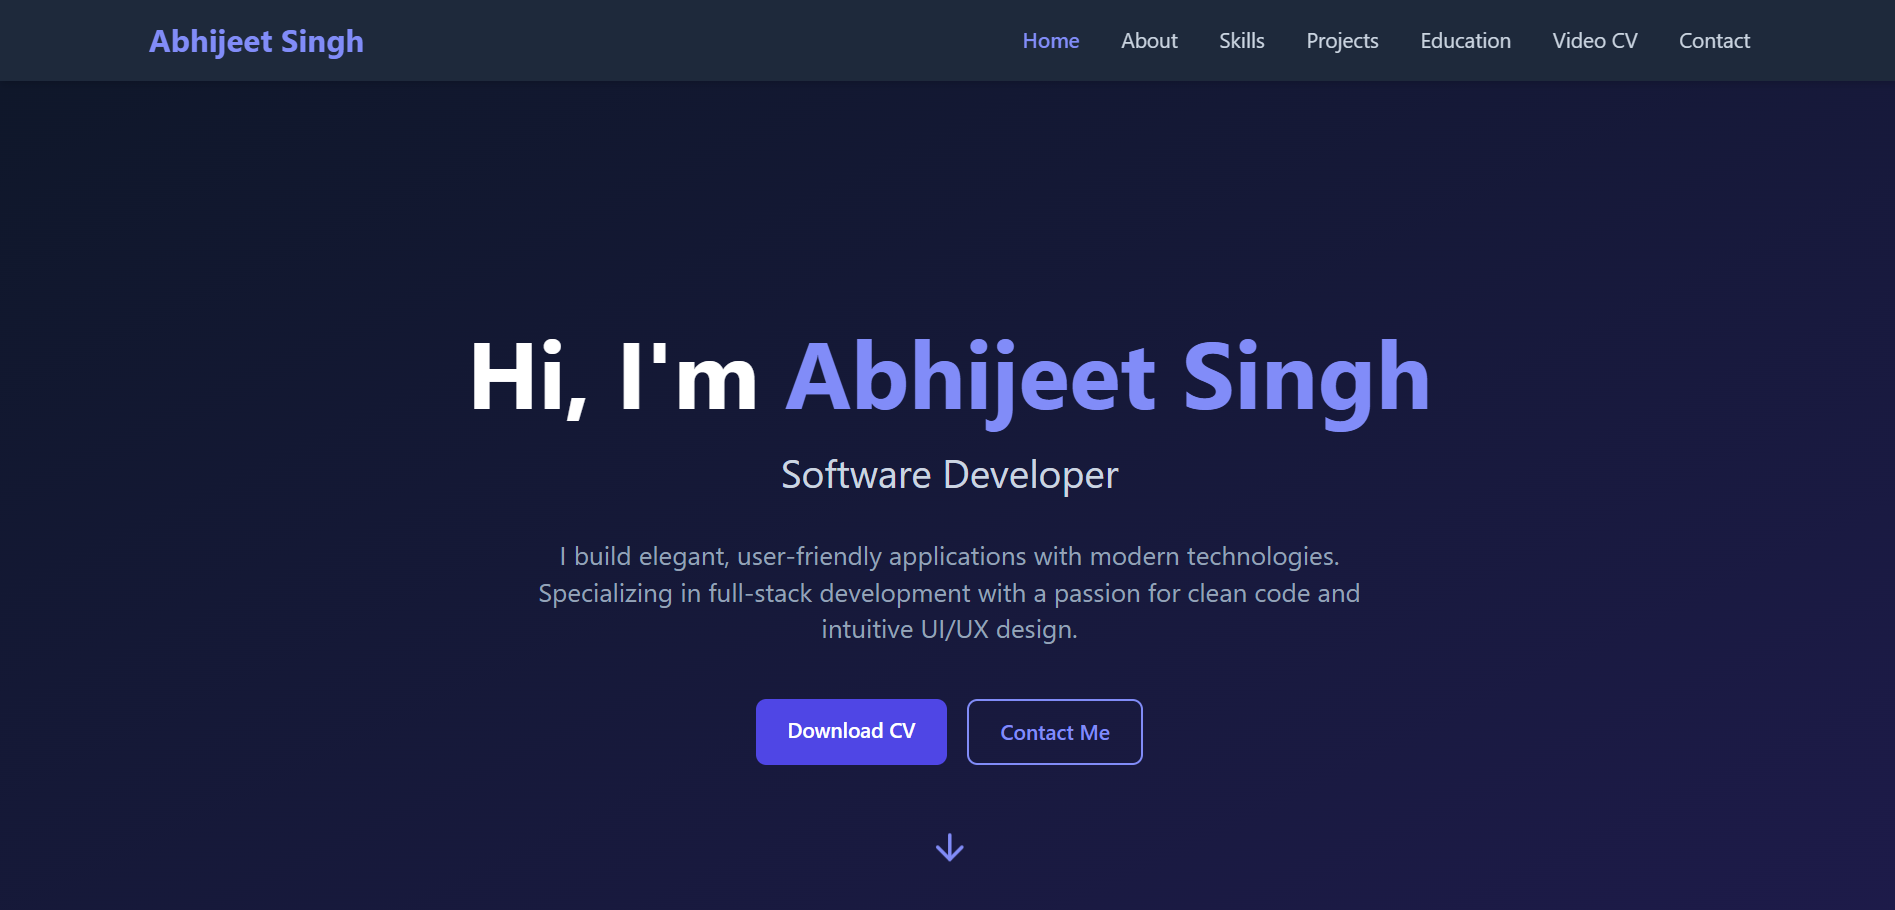 Abhijeet Singh
Home About Skills Projects Education Video CV Contact
Hi, I'm Abhijeet Singh
Software Developer
I build elegant, user-friendly applications with modern technologies.
Specializing in full-stack development with a passion for clean code and
intuitive UI/UX design.
Download CV
Contact Me